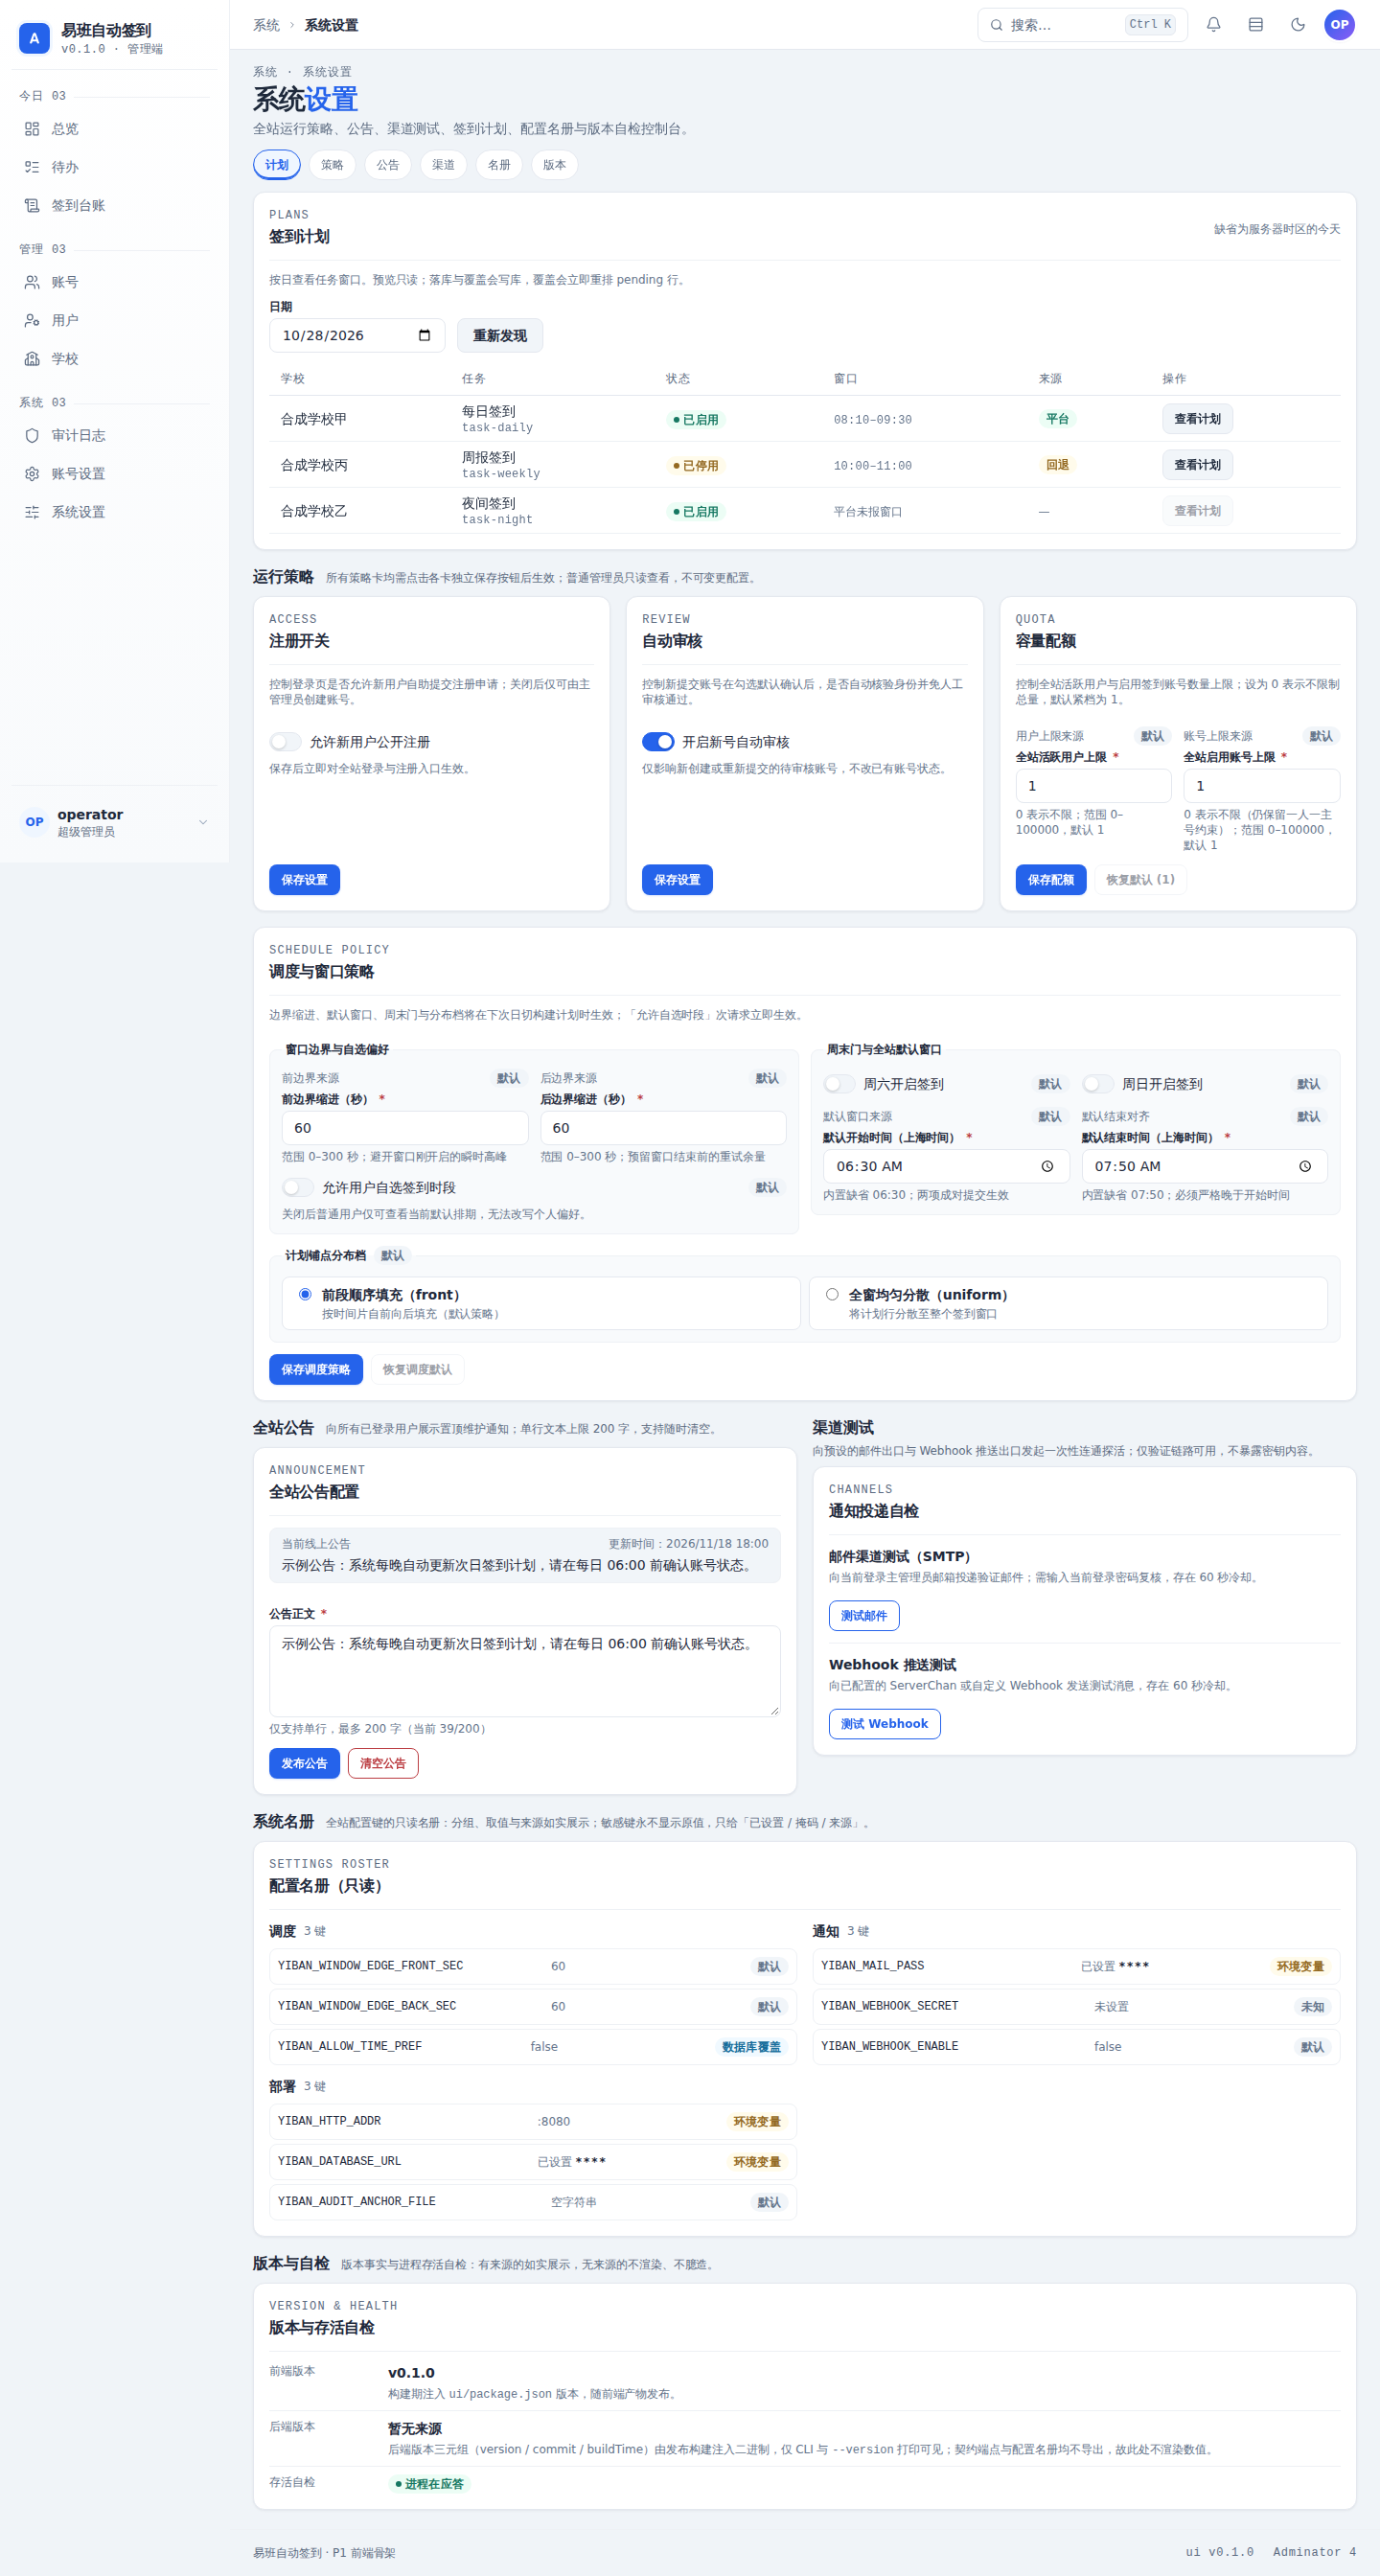 易班自动签到
v0.1.0 · 管理端
今日 03
总览
待办
签到台账
管理 03
账号
用户
学校
系统 03
审计日志
账号设置
系统设置
OP operator
超级管理员
系统 › 系统设置
搜索... Ctrl K
OP
系统 · 系统设置
系统设置
全站运行策略、公告、渠道测试、签到计划、配置名册与版本自检控制台。
计划 策略 公告 渠道 名册 版本
PLANS
签到计划
缺省为服务器时区的今天
按日查看任务窗口。预览只读；落库与覆盖会写库，覆盖会立即重排 pending 行。
日期
10/28/2026 重新发现
学校 任务 状态 窗口 来源 操作
合成学校甲 每日签到 已启用 08:10–09:30 平台 查看计划
task-daily
合成学校丙 周报签到 已停用 10:00–11:00 回退 查看计划
task-weekly
合成学校乙 夜间签到 已启用 平台未报窗口 — 查看计划
task-night
运行策略 所有策略卡均需点击各卡独立保存按钮后生效；普通管理员只读查看，不可变更配置。
ACCESS
注册开关
控制登录页是否允许新用户自助提交注册申请；关闭后仅可由主
管理员创建账号。
允许新用户公开注册
保存后立即对全站登录与注册入口生效。
保存设置
REVIEW
自动审核
控制新提交账号在勾选默认确认后，是否自动核验身份并免人工
审核通过。
开启新号自动审核
仅影响新创建或重新提交的待审核账号，不改已有账号状态。
保存设置
QUOTA
容量配额
控制全站活跃用户与启用签到账号数量上限；设为 0 表示不限制
总量，默认紧档为 1。
用户上限来源 默认
全站活跃用户上限 *
1
0 表示不限；范围 0–
100000，默认 1
账号上限来源 默认
全站启用账号上限 *
1
0 表示不限（仍保留一人一主
号约束）；范围 0–100000，
默认 1
保存配额 恢复默认 (1)
SCHEDULE POLICY
调度与窗口策略
边界缩进、默认窗口、周末门与分布档将在下次日切构建计划时生效；「允许自选时段」次请求立即生效。
窗口边界与自选偏好
前边界来源 默认
前边界缩进（秒） *
60
范围 0–300 秒；避开窗口刚开启的瞬时高峰
后边界来源 默认
后边界缩进（秒） *
60
范围 0–300 秒；预留窗口结束前的重试余量
允许用户自选签到时段 默认
关闭后普通用户仅可查看当前默认排期，无法改写个人偏好。
周末门与全站默认窗口
周六开启签到 默认
周日开启签到 默认
默认窗口来源 默认
默认开始时间（上海时间） *
06:30 AM
内置缺省 06:30；两项成对提交生效
默认结束对齐 默认
默认结束时间（上海时间） *
07:50 AM
内置缺省 07:50；必须严格晚于开始时间
计划铺点分布档 默认
前段顺序填充（front）
按时间片自前向后填充（默认策略）
全窗均匀分散（uniform）
将计划行分散至整个签到窗口
保存调度策略 恢复调度默认
全站公告 向所有已登录用户展示置顶维护通知；单行文本上限 200 字，支持随时清空。
ANNOUNCEMENT
全站公告配置
当前线上公告 更新时间：2026/11/18 18:00
示例公告：系统每晚自动更新次日签到计划，请在每日 06:00 前确认账号状态。
公告正文 *
示例公告：系统每晚自动更新次日签到计划，请在每日 06:00 前确认账号状态。
仅支持单行，最多 200 字（当前 39/200）
发布公告 清空公告
渠道测试
向预设的邮件出口与 Webhook 推送出口发起一次性连通探活；仅验证链路可用，不暴露密钥内容。
CHANNELS
通知投递自检
邮件渠道测试（SMTP）
向当前登录主管理员邮箱投递验证邮件；需输入当前登录密码复核，存在 60 秒冷却。
测试邮件
Webhook 推送测试
向已配置的 ServerChan 或自定义 Webhook 发送测试消息，存在 60 秒冷却。
测试 Webhook
系统名册 全站配置键的只读名册：分组、取值与来源如实展示；敏感键永不显示原值，只给「已设置 / 掩码 / 来源」。
SETTINGS ROSTER
配置名册（只读）
调度 3 键
YIBAN_WINDOW_EDGE_FRONT_SEC 60 默认
YIBAN_WINDOW_EDGE_BACK_SEC 60 默认
YIBAN_ALLOW_TIME_PREF false 数据库覆盖
通知 3 键
YIBAN_MAIL_PASS 已设置 **** 环境变量
YIBAN_WEBHOOK_SECRET 未设置 未知
YIBAN_WEBHOOK_ENABLE false 默认
部署 3 键
YIBAN_HTTP_ADDR :8080 环境变量
YIBAN_DATABASE_URL 已设置 **** 环境变量
YIBAN_AUDIT_ANCHOR_FILE 空字符串 默认
版本与自检 版本事实与进程存活自检：有来源的如实展示，无来源的不渲染、不臆造。
VERSION & HEALTH
版本与存活自检
前端版本 v0.1.0
构建期注入 ui/package.json 版本，随前端产物发布。
后端版本 暂无来源
后端版本三元组（version / commit / buildTime）由发布构建注入二进制，仅 CLI 与 --version 打印可见；契约端点与配置名册均不导出，故此处不渲染数值。
存活自检 进程在应答
易班自动签到 · P1 前端骨架
ui v0.1.0 Adminator 4